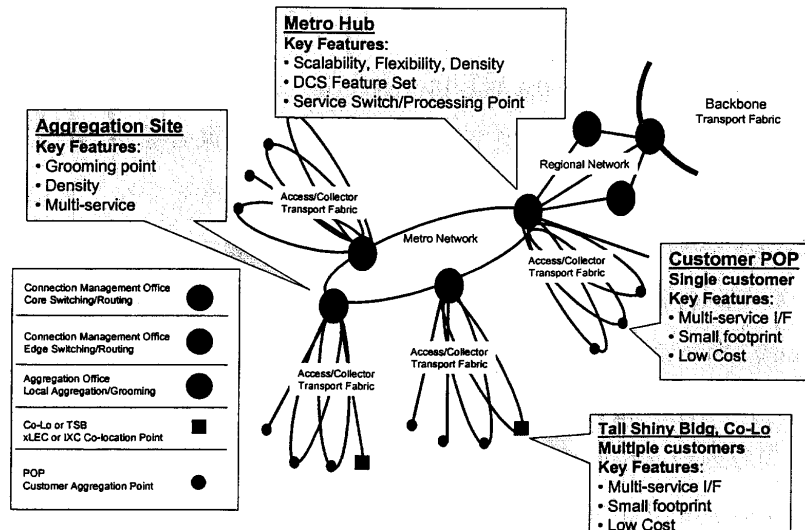 Metro Hub
Key Features:
• Scalability, Flexibility, Density
• DCS Feature Set
• Service Switch/Processing Point
Backbone
Transport Fabric
Regional Network
Aggregation Site
Key Features:
• Grooming point
• Density
• Multi-service
Access/Collector
Transport Fabric
Metro Network
Access/Collector
Transport Fabric
Customer POP
Single customer
Key Features:
• Multi-service I/F
• Small footprint
• Low Cost
Connection Management Office
Core Switching/Routing
Connection Management Office
Edge Switching/Routing
Aggregation Office
Local Aggregation/Grooming
Co-Lo or TSB
xLEC or IXC Co-location Point
POP
Customer Aggregation Point
Access/Collector
Transport Fabric
Access/Collector
Transport Fabric
Tall Shiny Bldg, Co-Lo
Multiple customers
Key Features:
• Multi-service I/F
• Small footprint
• Low Cost